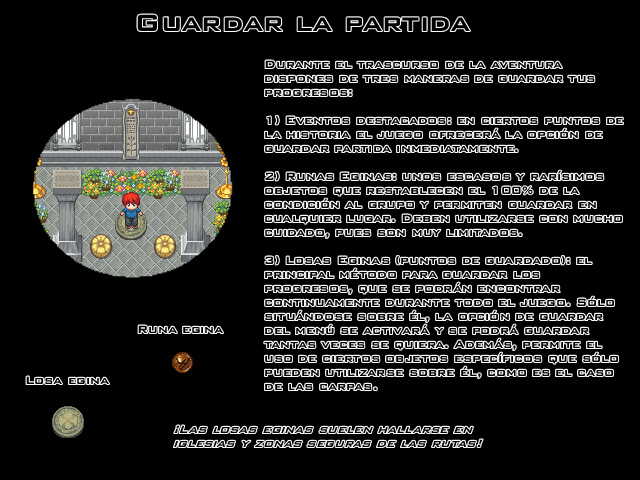 Guardar la partida
Durante el trascurso de la aventura
dispones de tres maneras de guardar tus
progresos:
1) Eventos destacados: en ciertos puntos de
la historia el juego ofrecerá la opción de
guardar partida inmediatamente.
2) Runas Eginas: unos escasos y rarísimos
objetos que restablecen el 100% de la
condición al grupo y permiten guardar en
cualquier lugar. Deben utilizarse con mucho
cuidado, pues son muy limitados.
3) Losas Eginas (puntos de guardado): el
principal método para guardar los
progresos, que se podrán encontrar
continuamente durante todo el juego. Sólo
situándose sobre él, la opción de guardar
del menú se activará y se podrá guardar
tantas veces se quiera. Además, permite el
uso de ciertos objetos específicos que sólo
pueden utilizarse sobre él, como es el caso
de las carpas.
Runa egina
Losa egina
¡Las losas eginas suelen hallarse en
iglesias y zonas seguras de las rutas!